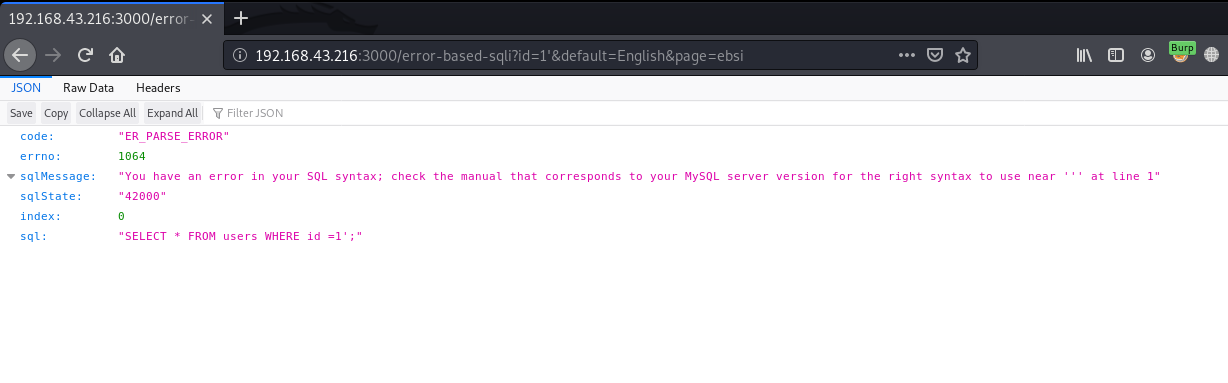 192.168.43.216:3000/error-
Burp
192.168.43.216:3000/error-based-sqli?id=1'&default=English&page=ebsi
JSON Raw Data Headers
Save Copy Collapse All Expand All Filter JSON
code: "ER_PARSE_ERROR"
errno: 1064
sqlMessage: "You have an error in your SQL syntax; check the manual that corresponds to your MySQL server version for the right syntax to use near ''' at line 1"
sqlState: "42000"
index: 0
sql: "SELECT * FROM users WHERE id =1';"